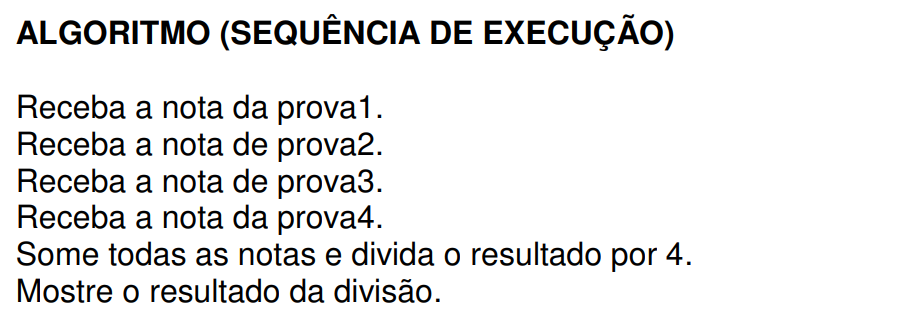 ALGORITMO (SEQUÊNCIA DE EXECUÇÃO)
Receba a nota da prova1.
Receba a nota de prova2.
Receba a nota de prova3.
Receba a nota da prova4.
Some todas as notas e divida o resultado por 4.
Mostre o resultado da divisão.